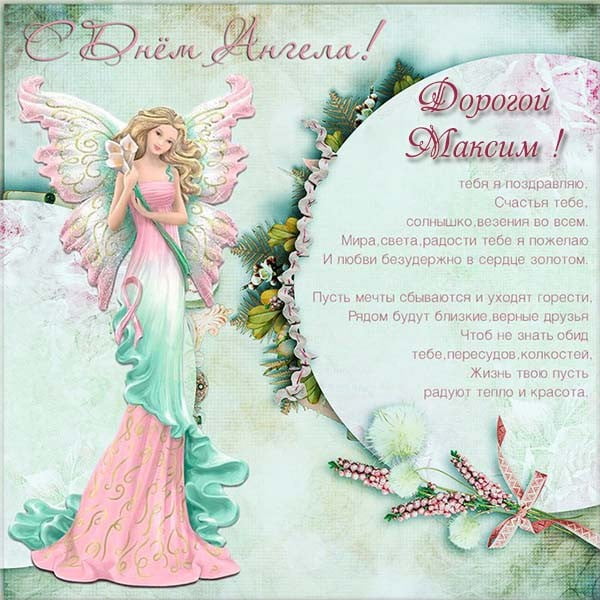 С Днём Ангела!
Дорогой
Максим !
тебя я поздравляю,
Счастья тебе,
солнышко,везения во всем.
Мира,света,радости тебе я пожелаю
И любви безудержно в сердце золотом.
Пусть мечты сбываются и уходят горести,
Рядом будут близкие,верные друзья
Чтоб не знать обид
тебе,пересудов,колкостей,
Жизнь твою пусть
радуют тепло и красота.